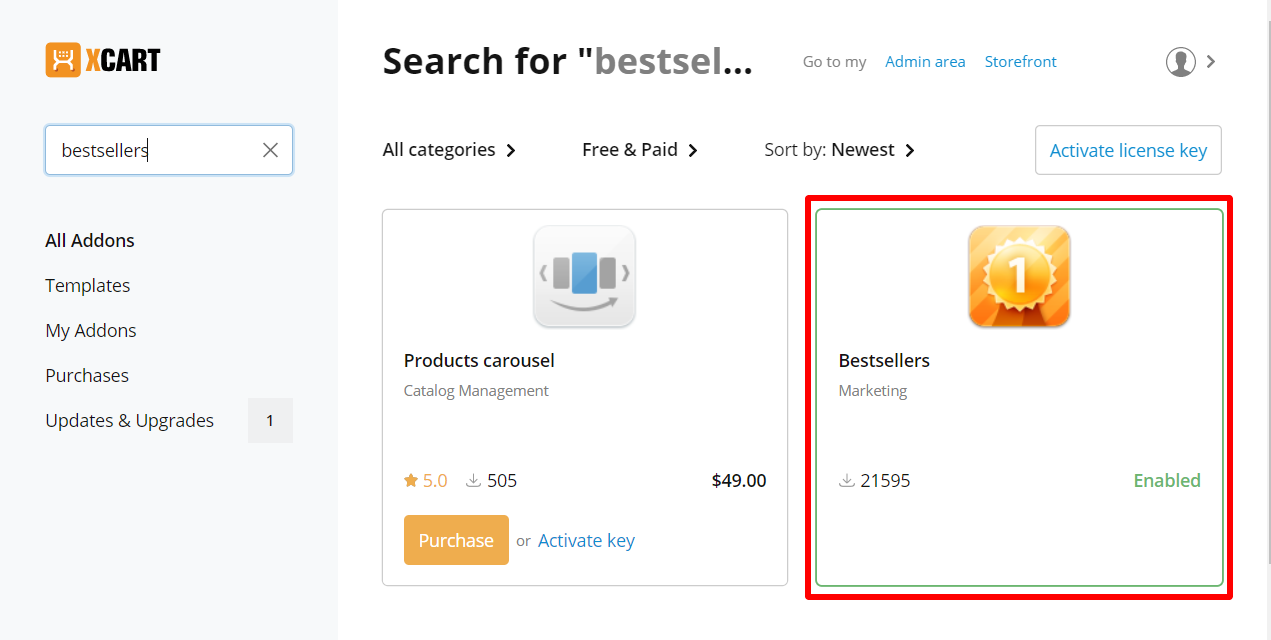 XCART
Search for "bestsel...
Go to my Admin area Storefront
bestsellers
All categories
Free & Paid
Sort by: Newest
Activate license key
All Addons
Templates
My Addons
Purchases
Updates & Upgrades 1
Products carousel
Catalog Management
5.0 505 $49.00
Purchase or Activate key
1
Bestsellers
Marketing
21595 Enabled